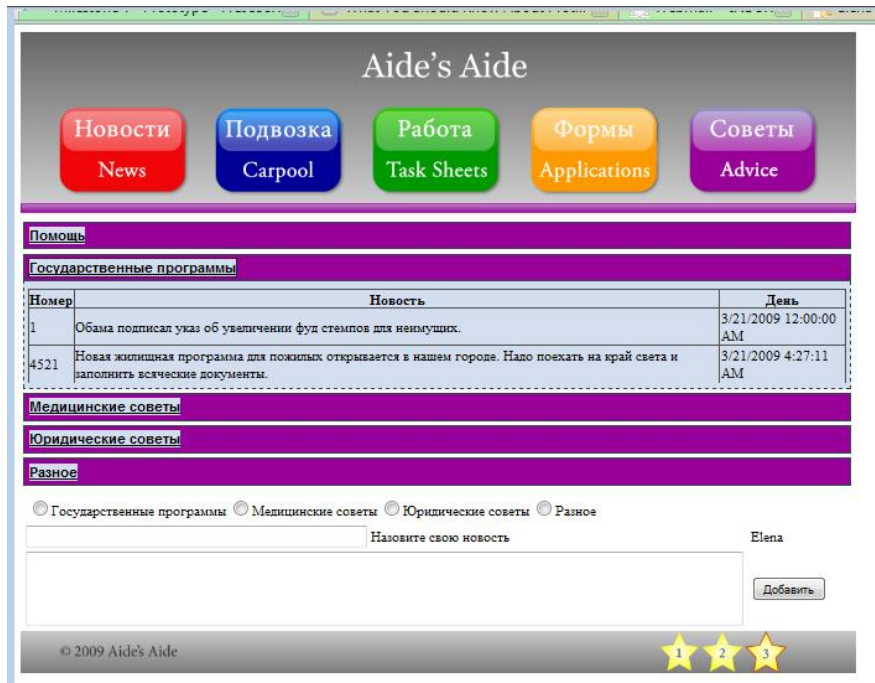 Aide's Aide
Новости Подвозка Работа Формы Советы
News Carpool Task Sheets Applications Advice
Помощь
Государственные программы
Номер Новость День
1 Обама подписал указ об увеличении фуд стемпов для неимущих. 3/21/2009 12:00:00 AM
4521 Новая жилищная программа для пожилых открывается в нашем городе. Надо поехать на край света и
заполнить всяческие документы. 3/21/2009 4:27:11 AM
Медицинские советы
Юридические советы
Разное
Государственные программы Медицинские советы Юридические советы Разное
Назовите свою новость Elena
Добавить
© 2009 Aide's Aide 1 2 3